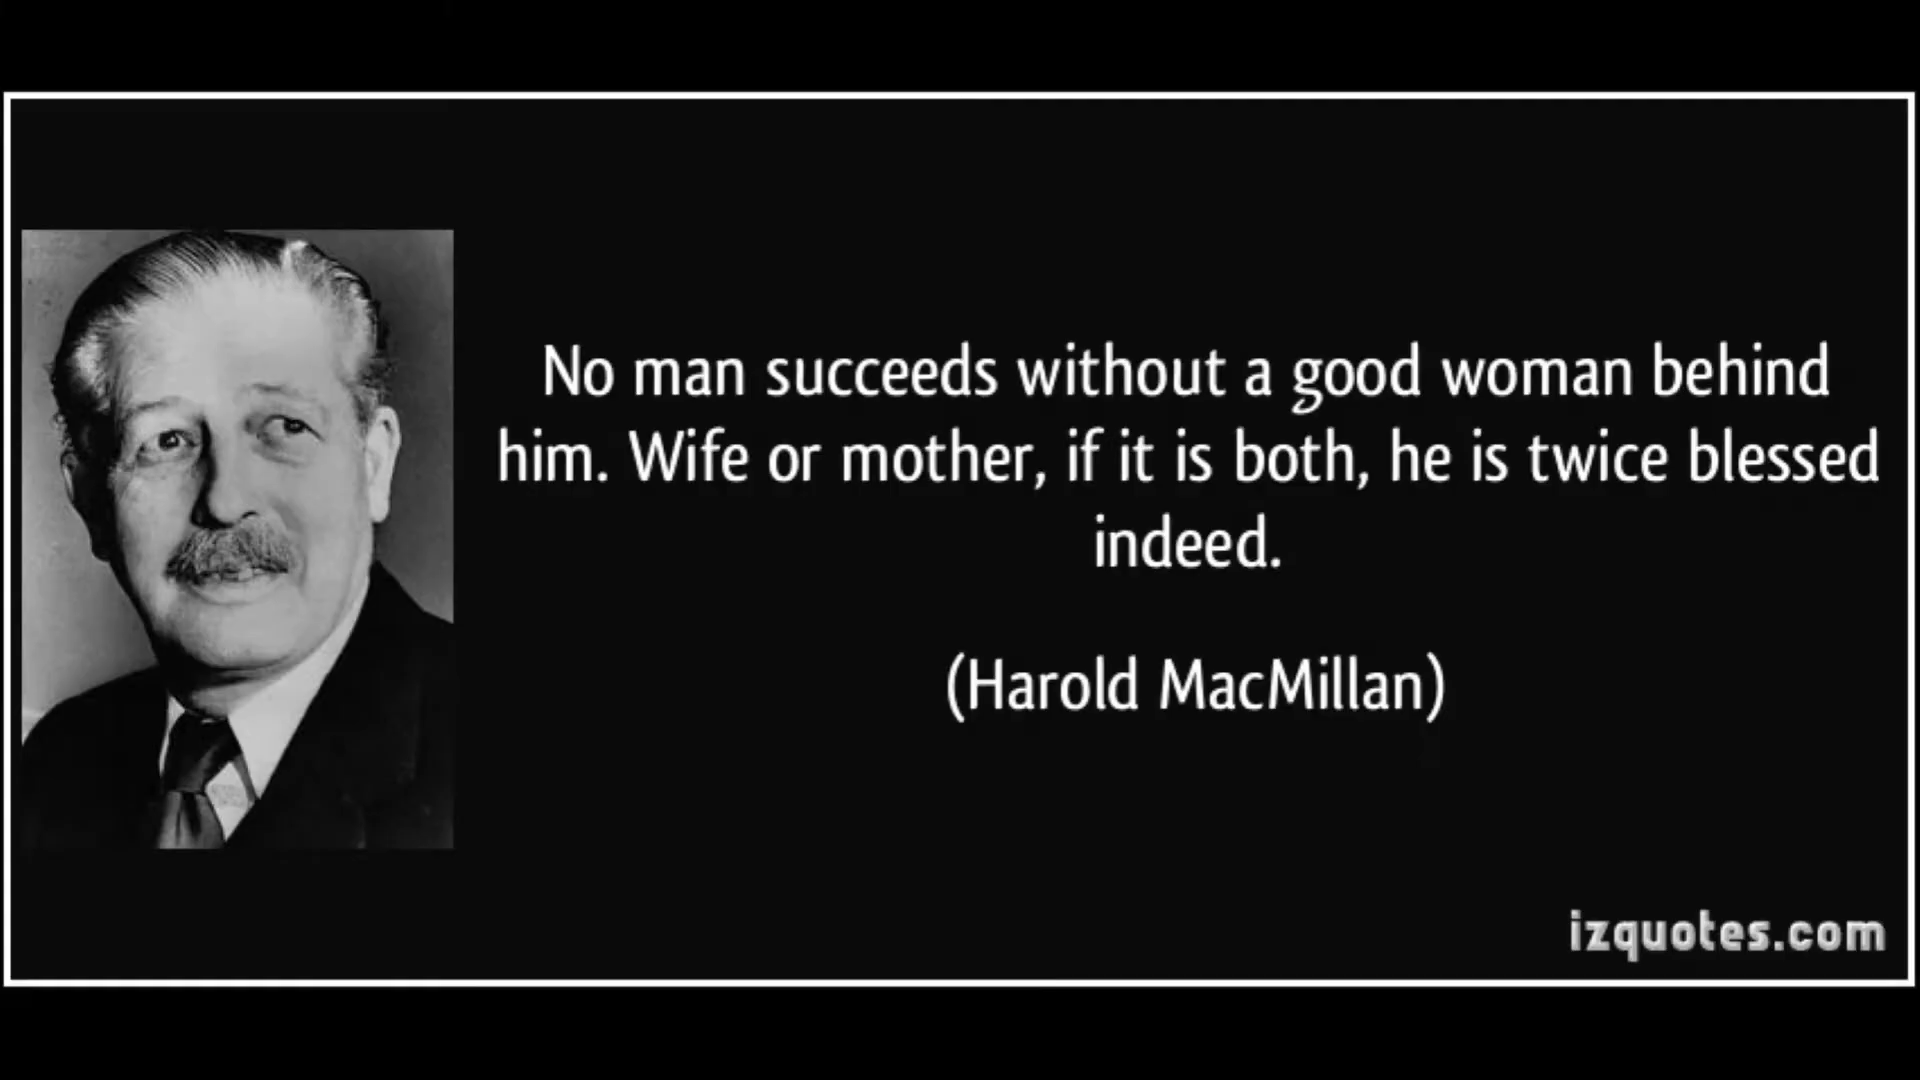 No man succeeds without a good woman behind
him. Wife or mother, if it is both, he is twice blessed
indeed.
(Harold MacMillan)
izquotes.com